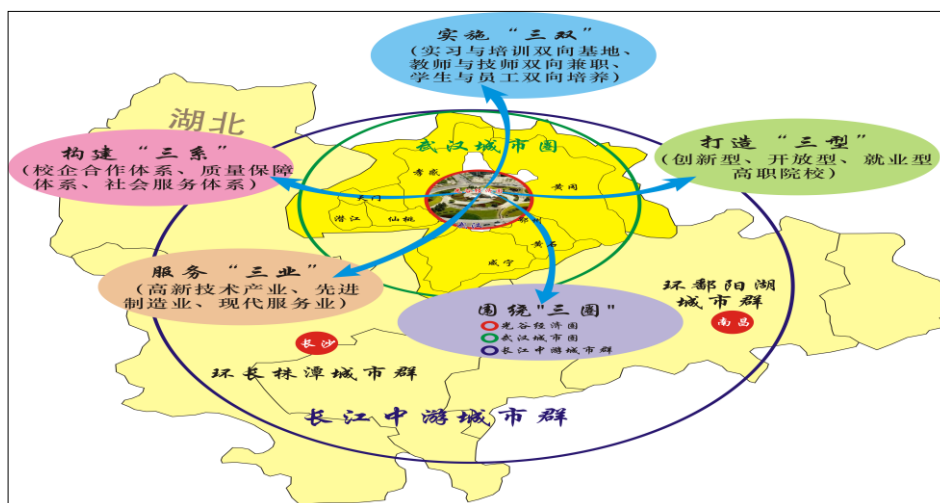 实施“三双”
(实习与培训双向基地、
教师与技师双向兼职、
学生与员工双向培养)
湖北
武汉城市圈
构建“三系”
(校企合作体系、质量保障
体系、社会服务体系)
打造“三型”
(创新型、开放型、就业型
高职院校)
孝感
黄冈
天门
潜江
仙桃
鄂州
黄石
咸宁
服务“三业”
(高新技术产业、先进
制造业、现代服务业)
围绕"三圈"
光谷经济圈
武汉城市圈
长江中游城市群
环鄱阳湖
城市群
南昌
长沙
环长株潭城市群
长江中游城市群